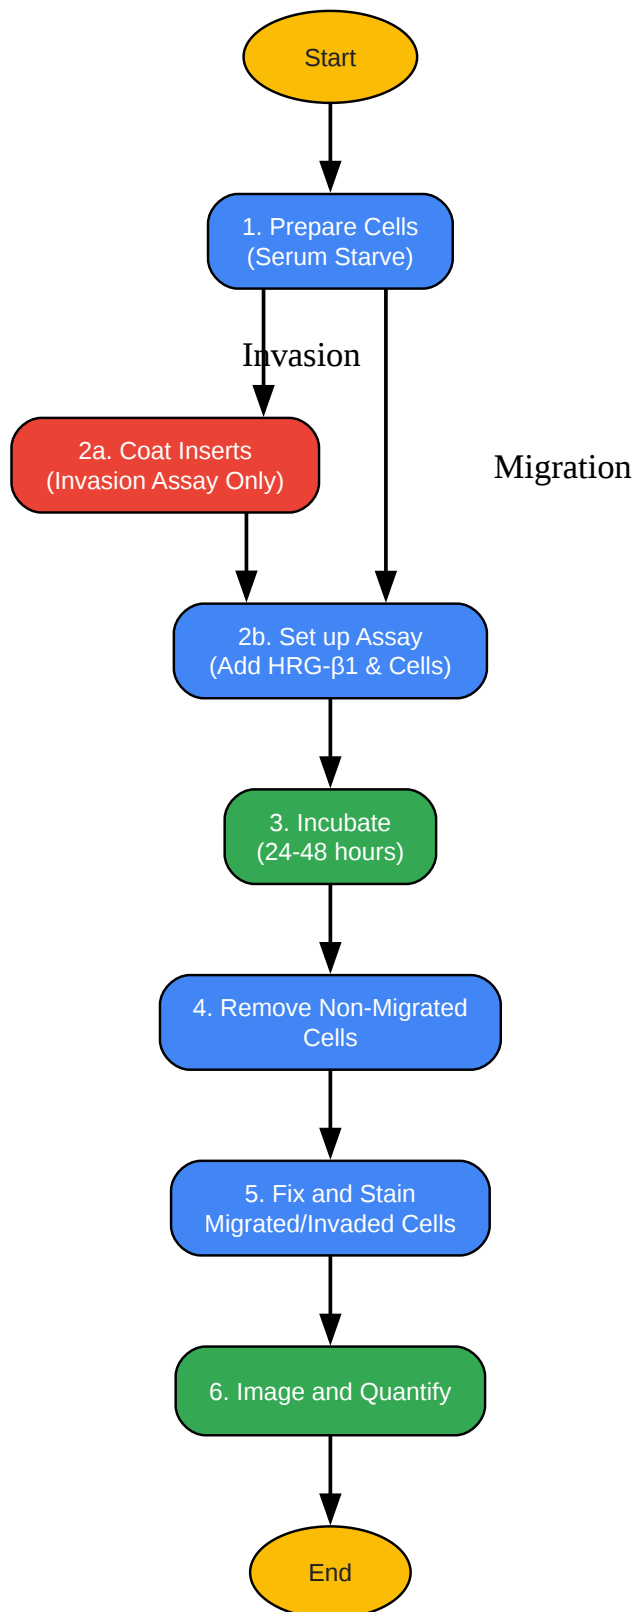 Start
1. Prepare Cells
(Serum Starve)
Invasion
2a. Coat Inserts
(Invasion Assay Only)
Migration
2b. Set up Assay
(Add HRG-β1 & Cells)
3. Incubate
(24-48 hours)
4. Remove Non-Migrated
Cells
5. Fix and Stain
Migrated/Invaded Cells
6. Image and Quantify
End